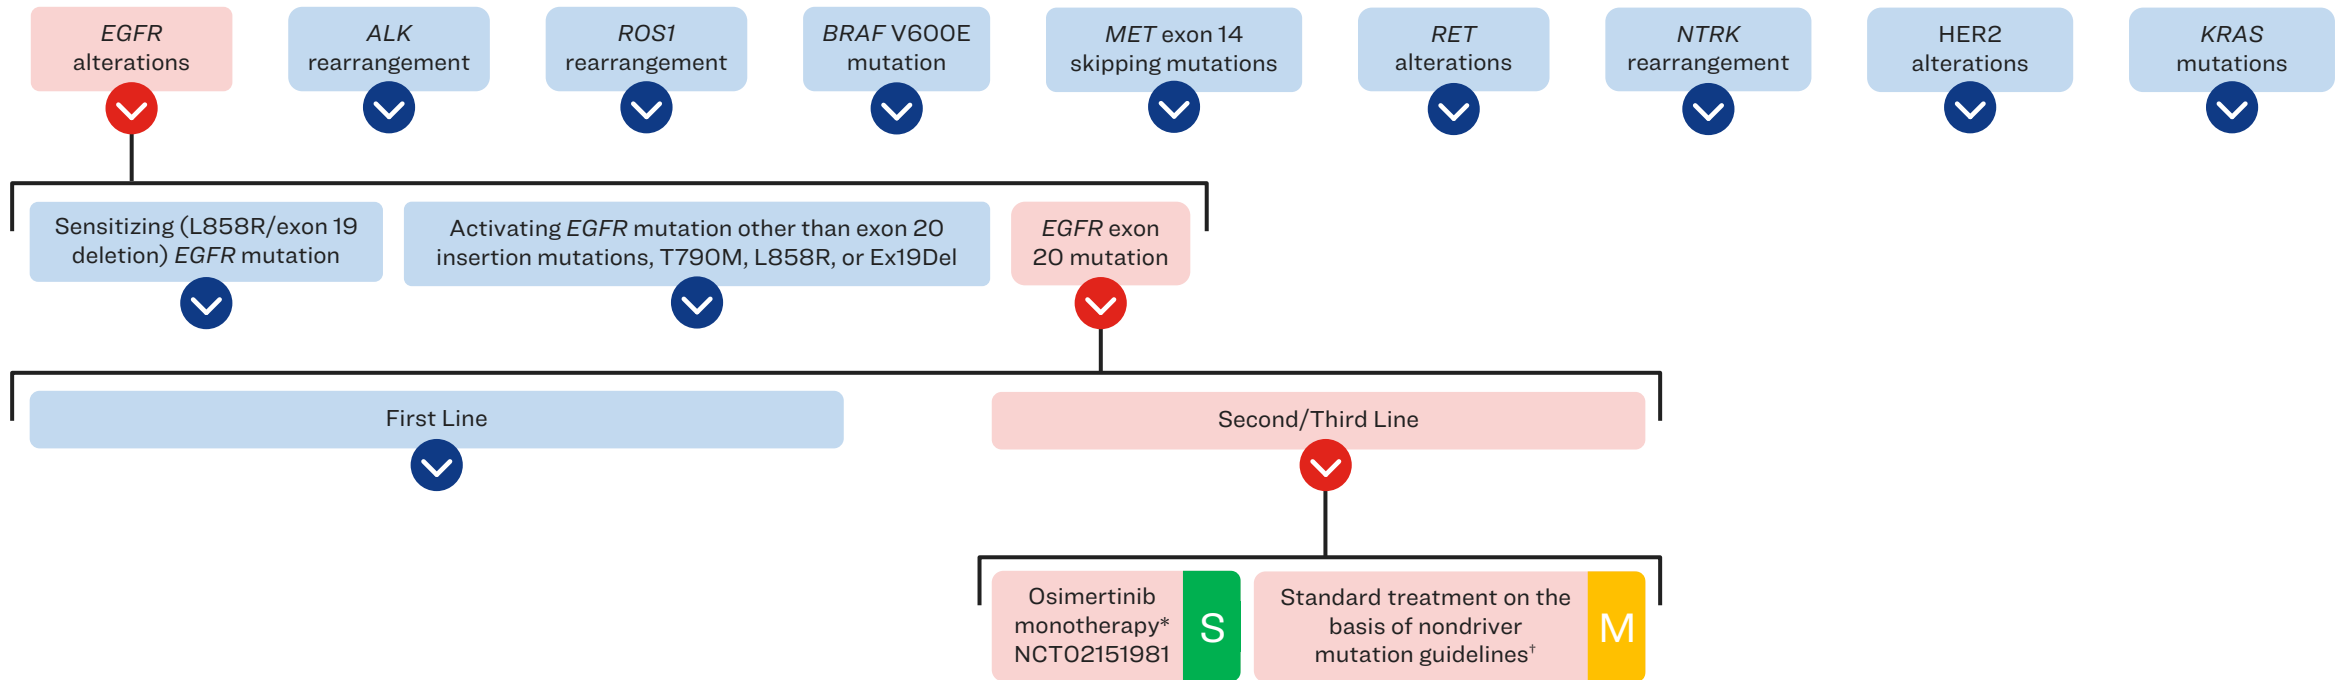 EGFR
alterations
ALK
rearrangement
ROS1
rearrangement
BRAF V600E
mutation
MET exon 14
skipping mutations
RET
alterations
NTRK
rearrangement
HER2
alterations
KRAS
mutations
Sensitizing (L858R/exon 19
deletion) EGFR mutation
Activating EGFR mutation other than exon 20
insertion mutations, T790M, L858R, or Ex19Del
EGFR exon
20 mutation
First Line
Second/Third Line
Osimertinib
monotherapy*
NCT02151981
S
Standard treatment on the
basis of nondriver
mutation guidelines†
M